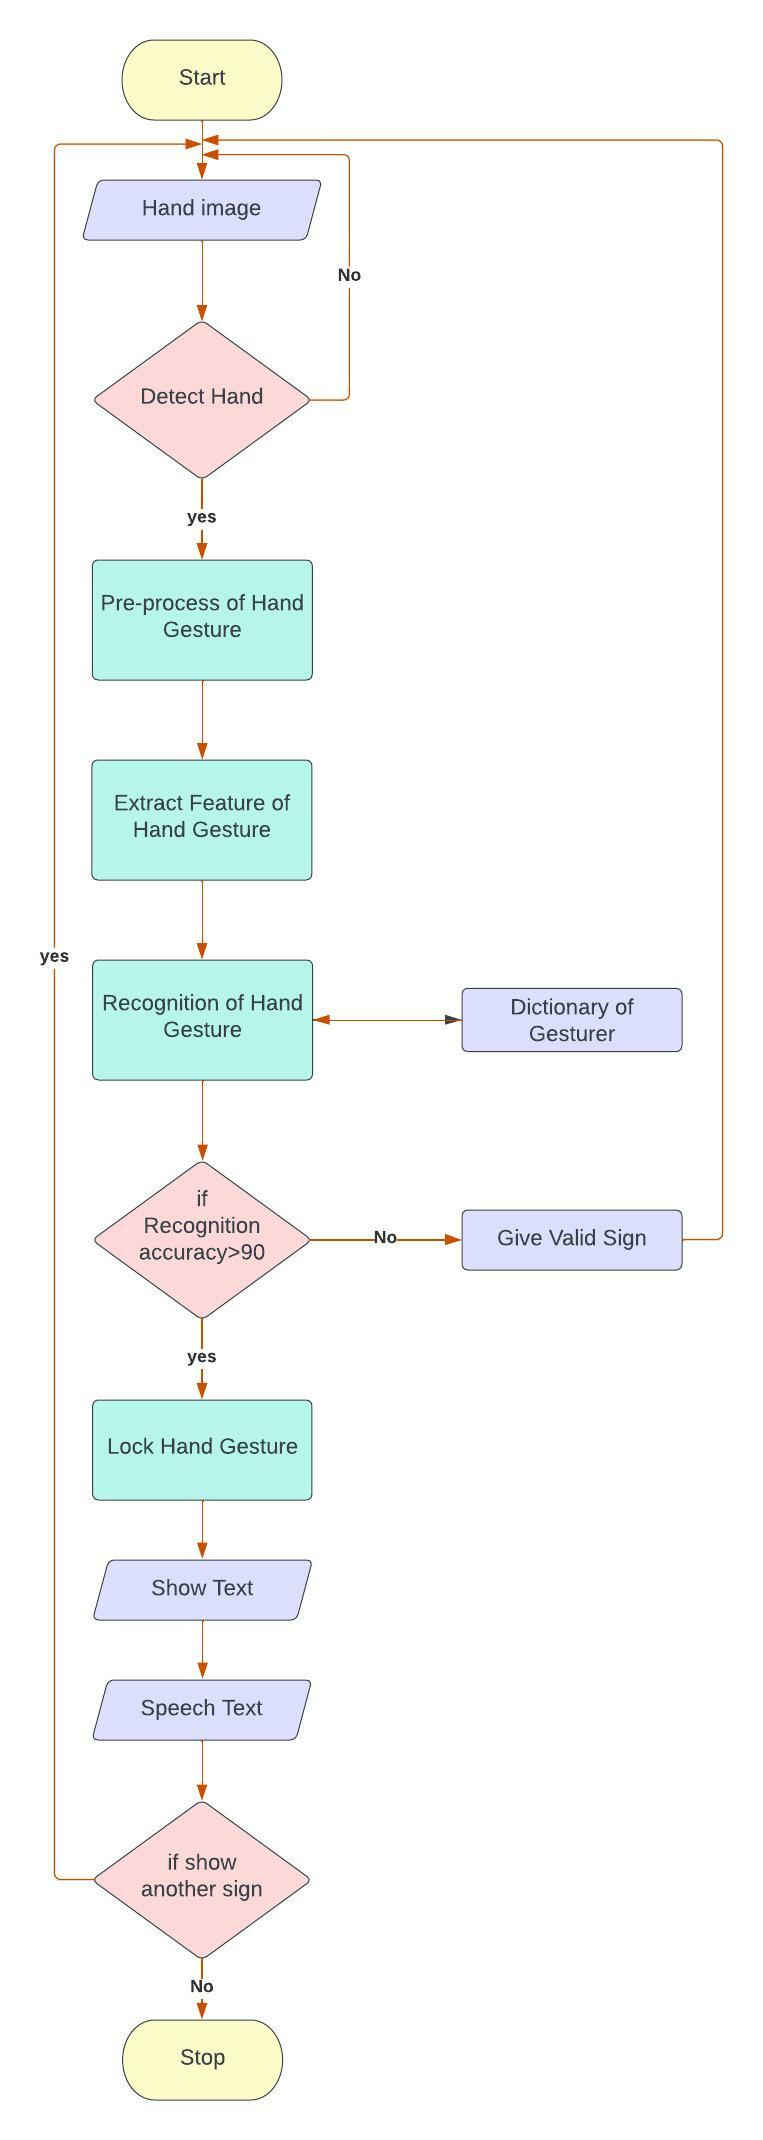 Start
Hand image
No
Detect Hand
yes
Pre-process of Hand
Gesture
Extract Feature of
Hand Gesture
yes
Recognition of Hand
Gesture
Dictionary of
Gesturer
if
Recognition
accuracy>90
No
Give Valid Sign
yes
Lock Hand Gesture
Show Text
Speech Text
if show
another sign
No
Stop